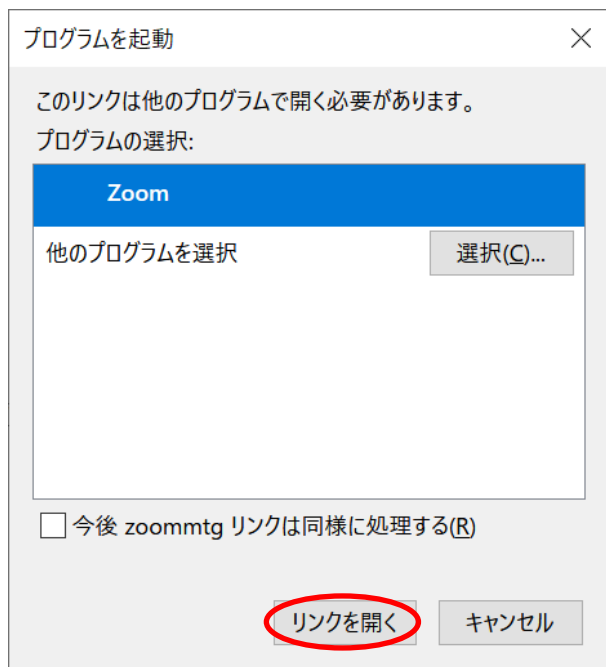 プログラムを起動
このリンクは他のプログラムで開く必要があります。
プログラムの選択:
Zoom
他のプログラムを選択
選択(C)...
今後 zoommtg リンクは同様に処理する(R)
リンクを開く
キャンセル